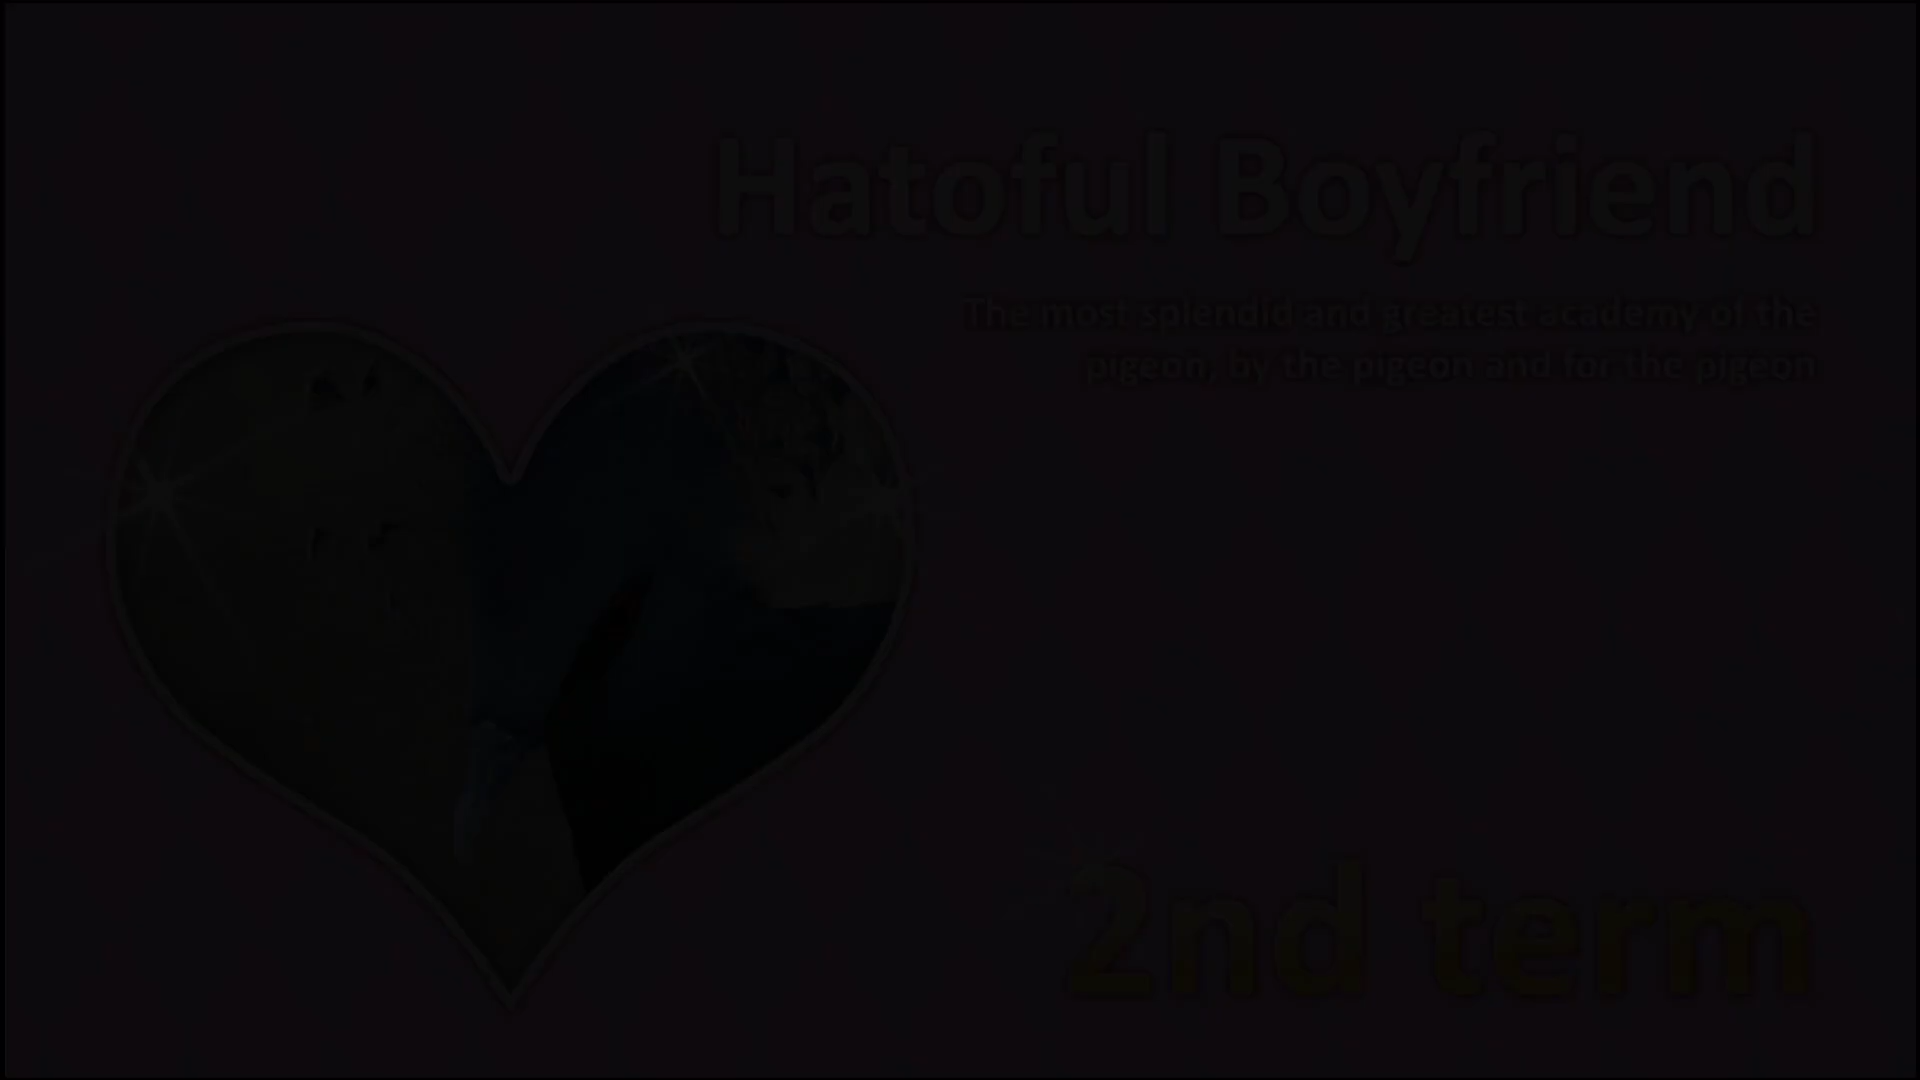 Hatoful Boyfriend
The most splendid and greatest academy of the
pigeon, by the pigeon and for the pigeon
2nd term